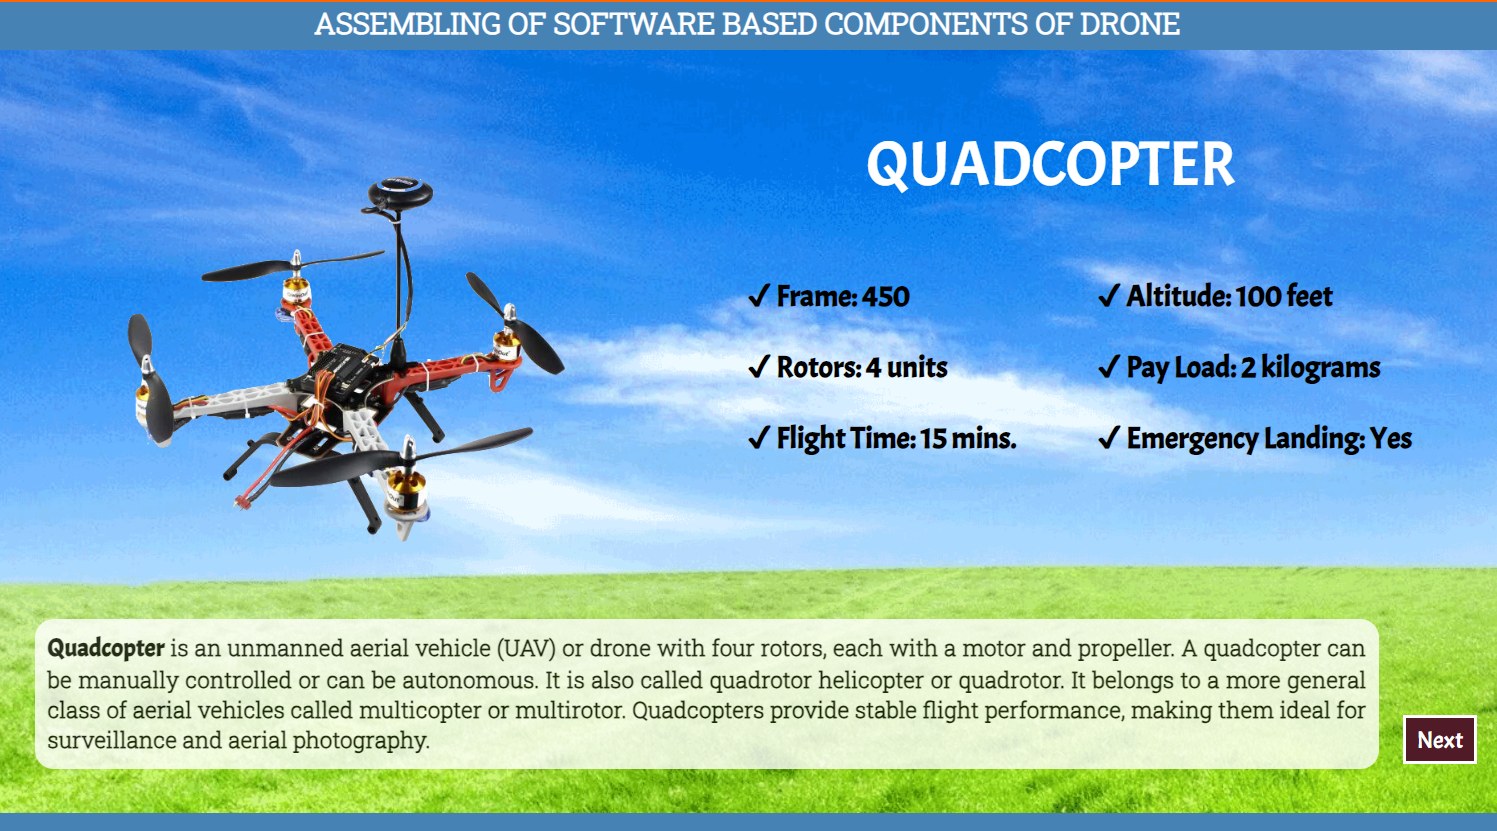 ASSEMBLING OF SOFTWARE BASED COMPONENTS OF DRONE
QUADCOPTER
✓ Frame: 450
✓ Altitude: 100 feet
✓ Rotors: 4 units
✓ Pay Load: 2 kilograms
✓ Flight Time: 15 mins.
✓ Emergency Landing: Yes
Quadcopter is an unmanned aerial vehicle (UAV) or drone with four rotors, each with a motor and propeller. A quadcopter can
be manually controlled or can be autonomous. It is also called quadrotor helicopter or quadrotor. It belongs to a more general
class of aerial vehicles called multicopter or multirotor. Quadcopters provide stable flight performance, making them ideal for
surveillance and aerial photography.
Next